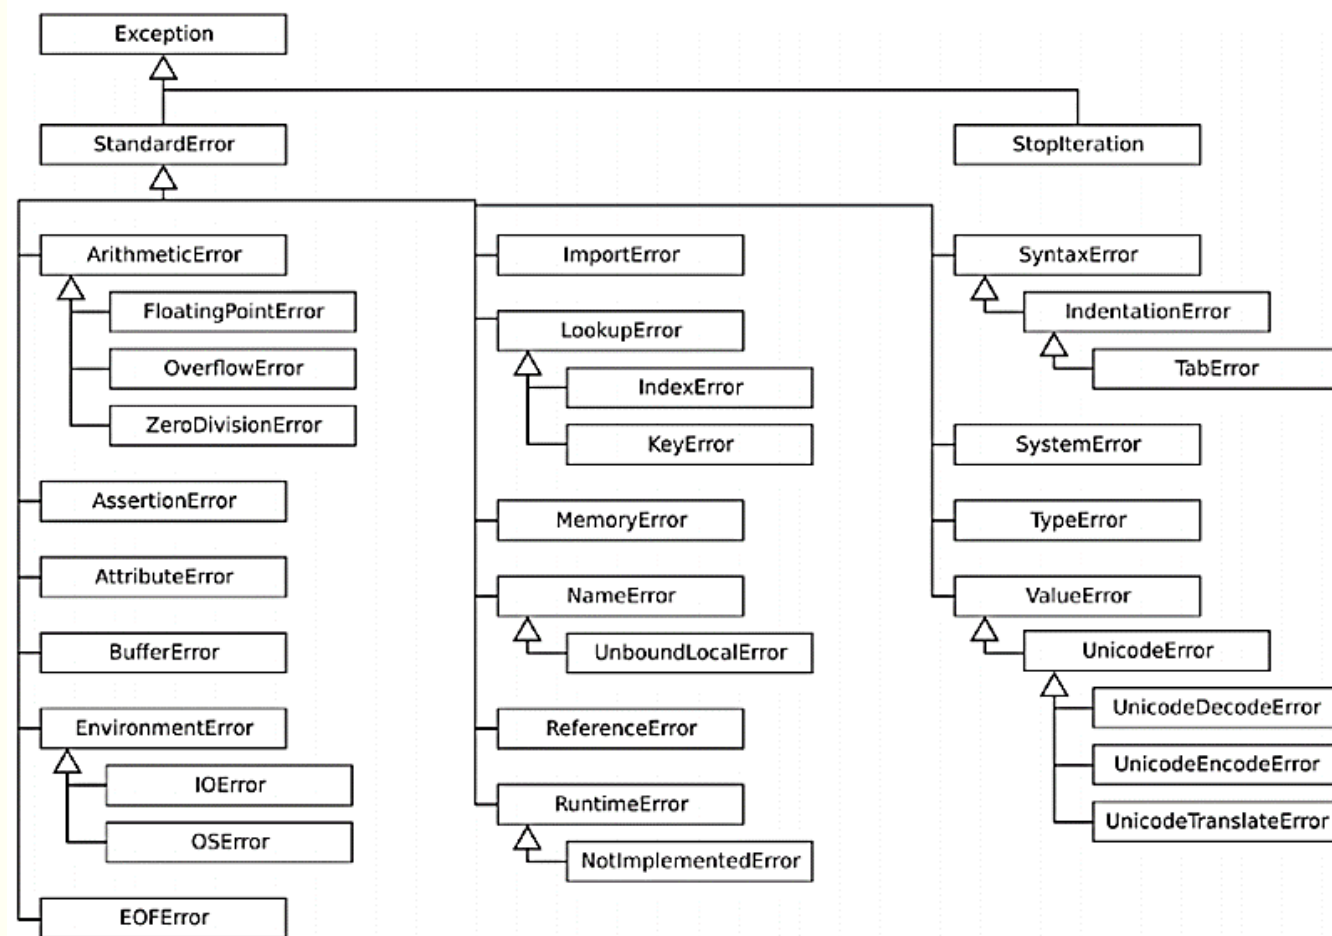 Exception
StandardError
StopIteration
ArithmeticError
FloatingPointError
OverflowError
ZeroDivisionError
AssertionError
AttributeError
BufferError
EnvironmentError
IOError
OSError
EOFError
ImportError
LookupError
IndexError
KeyError
MemoryError
NameError
UnboundLocalError
ReferenceError
RuntimeError
NotImplementedError
SyntaxError
IndentationError
TabError
SystemError
TypeError
ValueError
UnicodeError
UnicodeDecodeError
UnicodeEncodeError
UnicodeTranslateError